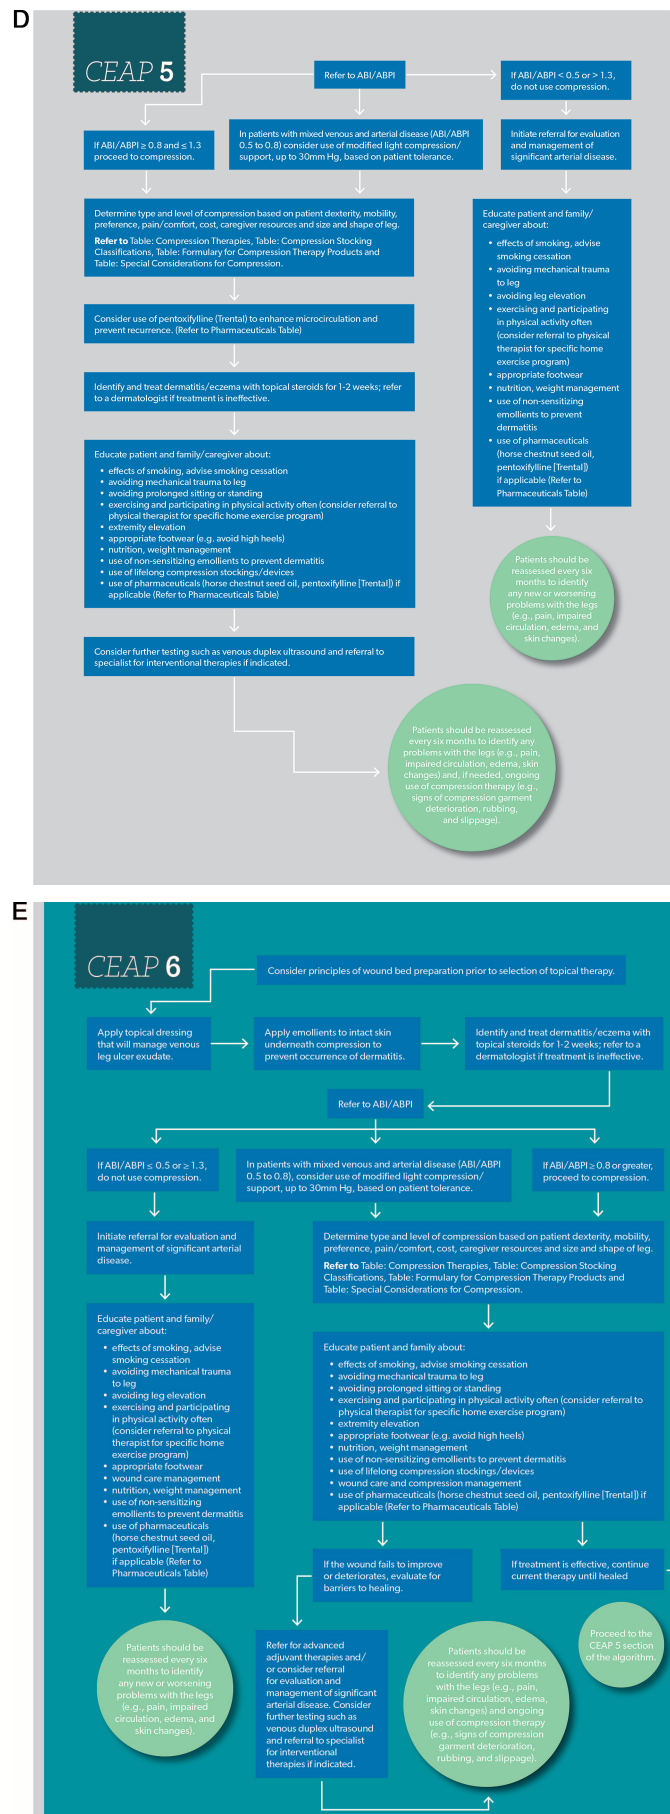 D
CEAP 5
Refer to ABI/ABPI
If ABI/ABPI < 0.5 or > 1.3,
do not use compression.
If ABI/ABPI ≥ 0.8 and ≤ 1.3
proceed to compression.
In patients with mixed venous and arterial disease (ABI/ABPI
0.5 to 0.8) consider use of modified light compression/
support, up to 30mm Hg, based on patient tolerance.
Initiate referral for evaluation
and management of
significant arterial disease.
Determine type and level of compression based on patient dexterity, mobility,
preference, pain/comfort, cost, caregiver resources and size and shape of leg.
Refer to Table: Compression Therapies, Table: Compression Stocking
Classifications, Table: Formulary for Compression Therapy Products and
Table: Special Considerations for Compression.
Consider use of pentoxifylline (Trental) to enhance microcirculation and
prevent recurrence. (Refer to Pharmaceuticals Table)
Identify and treat dermatitis/eczema with topical steroids for 1-2 weeks; refer
to a dermatologist if treatment is ineffective.
Educate patient and family/caregiver about:
• effects of smoking, advise smoking cessation
• avoiding mechanical trauma to leg
• avoiding prolonged sitting or standing
• exercising and participating in physical activity often (consider referral to
physical therapist for specific home exercise program)
• extremity elevation
• appropriate footwear (e.g. avoid high heels)
• nutrition, weight management
• use of non-sensitizing emollients to prevent dermatitis
• use of lifelong compression stockings/devices
• use of pharmaceuticals (horse chestnut seed oil, pentoxifylline [Trental]) if
applicable (Refer to Pharmaceuticals Table)
Consider further testing such as venous duplex ultrasound and referral to
specialist for interventional therapies if indicated.
Patients should be reassessed
every six months to identify any
problems with the legs (e.g., pain,
impaired circulation, edema, skin
changes) and, if needed, ongoing
use of compression therapy (e.g.,
signs of compression garment
deterioration, rubbing,
and slippage).
Educate patient and family/
caregiver about:
• effects of smoking, advise
smoking cessation
• avoiding mechanical trauma
to leg
• avoiding leg elevation
• exercising and participating
in physical activity often
(consider referral to physical
therapist for specific home
exercise program)
• appropriate footwear
• nutrition, weight management
• use of non-sensitizing
emollients to prevent
dermatitis
• use of pharmaceuticals
(horse chestnut seed oil,
pentoxifylline [Trental])
if applicable (Refer to
Pharmaceuticals Table)
Patients should be
reassessed every six
months to identify
any new or worsening
problems with the legs
(e.g., pain, impaired
circulation, edema, and
skin changes).
E
CEAP 6
Consider principles of wound bed preparation prior to selection of topical therapy.
Apply topical dressing
that will manage venous
leg ulcer exudate.
Apply emollients to intact skin
underneath compression to
prevent occurrence of dermatitis.
Identify and treat dermatitis/eczema with
topical steroids for 1-2 weeks; refer to a
dermatologist if treatment is ineffective.
Refer to ABI/ABPI
If ABI/ABPI ≤ 0.5 or ≥ 1.3,
do not use compression.
In patients with mixed venous and arterial disease (ABI/ABPI
0.5 to 0.8), consider use of modified light compression/
support, up to 30mm Hg, based on patient tolerance.
If ABI/ABPI ≥ 0.8 or greater,
proceed to compression.
Initiate referral for evaluation and
management of significant arterial
disease.
Educate patient and family/
caregiver about:
• effects of smoking, advise
smoking cessation
• avoiding mechanical trauma
to leg
• avoiding leg elevation
• exercising and participating
in physical activity often
(consider referral to physical
therapist for specific home
exercise program)
• appropriate footwear
• wound care management
• nutrition, weight management
• use of non-sensitizing
emollients to prevent dermatitis
• use of pharmaceuticals
(horse chestnut seed oil,
pentoxifylline [Trental])
if applicable (Refer to
Pharmaceuticals Table)
Patients should be
reassessed every six
months to identify
any new or worsening
problems with the legs
(e.g., pain, impaired
circulation, edema, and
skin changes).
Determine type and level of compression based on patient dexterity, mobility,
preference, pain/comfort, cost, caregiver resources and size and shape of leg.
Refer to Table: Compression Therapies, Table: Compression Stocking
Classifications, Table: Formulary for Compression Therapy Products and
Table: Special Considerations for Compression.
Educate patient and family about:
• effects of smoking, advise smoking cessation
• avoiding mechanical trauma to leg
• avoiding prolonged sitting or standing
• exercising and participating in physical activity often (consider referral to
physical therapist for specific home exercise program)
• extremity elevation
• appropriate footwear (e.g. avoid high heels)
• nutrition, weight management
• use of non-sensitizing emollients to prevent dermatitis
• use of lifelong compression stockings/devices
• wound care and compression management
• use of pharmaceuticals (horse chestnut seed oil, pentoxifylline [Trental]) if
applicable (Refer to Pharmaceuticals Table)
If the wound fails to improve
or deteriorates, evaluate for
barriers to healing.
If treatment is effective, continue
current therapy until healed
Refer for advanced
adjuvant therapies and/
or consider referral
for evaluation and
management of significant
arterial disease. Consider
further testing such as
venous duplex ultrasound
and referral to specialist
for interventional
therapies if indicated.
Patients should be
reassessed every six months
to identify any problems
with the legs (e.g., pain,
impaired circulation, edema,
skin changes) and ongoing
use of compression therapy
(e.g., signs of compression
garment deterioration,
rubbing, and slippage).
Proceed to the
CEAP 5 section
of the algorithm.